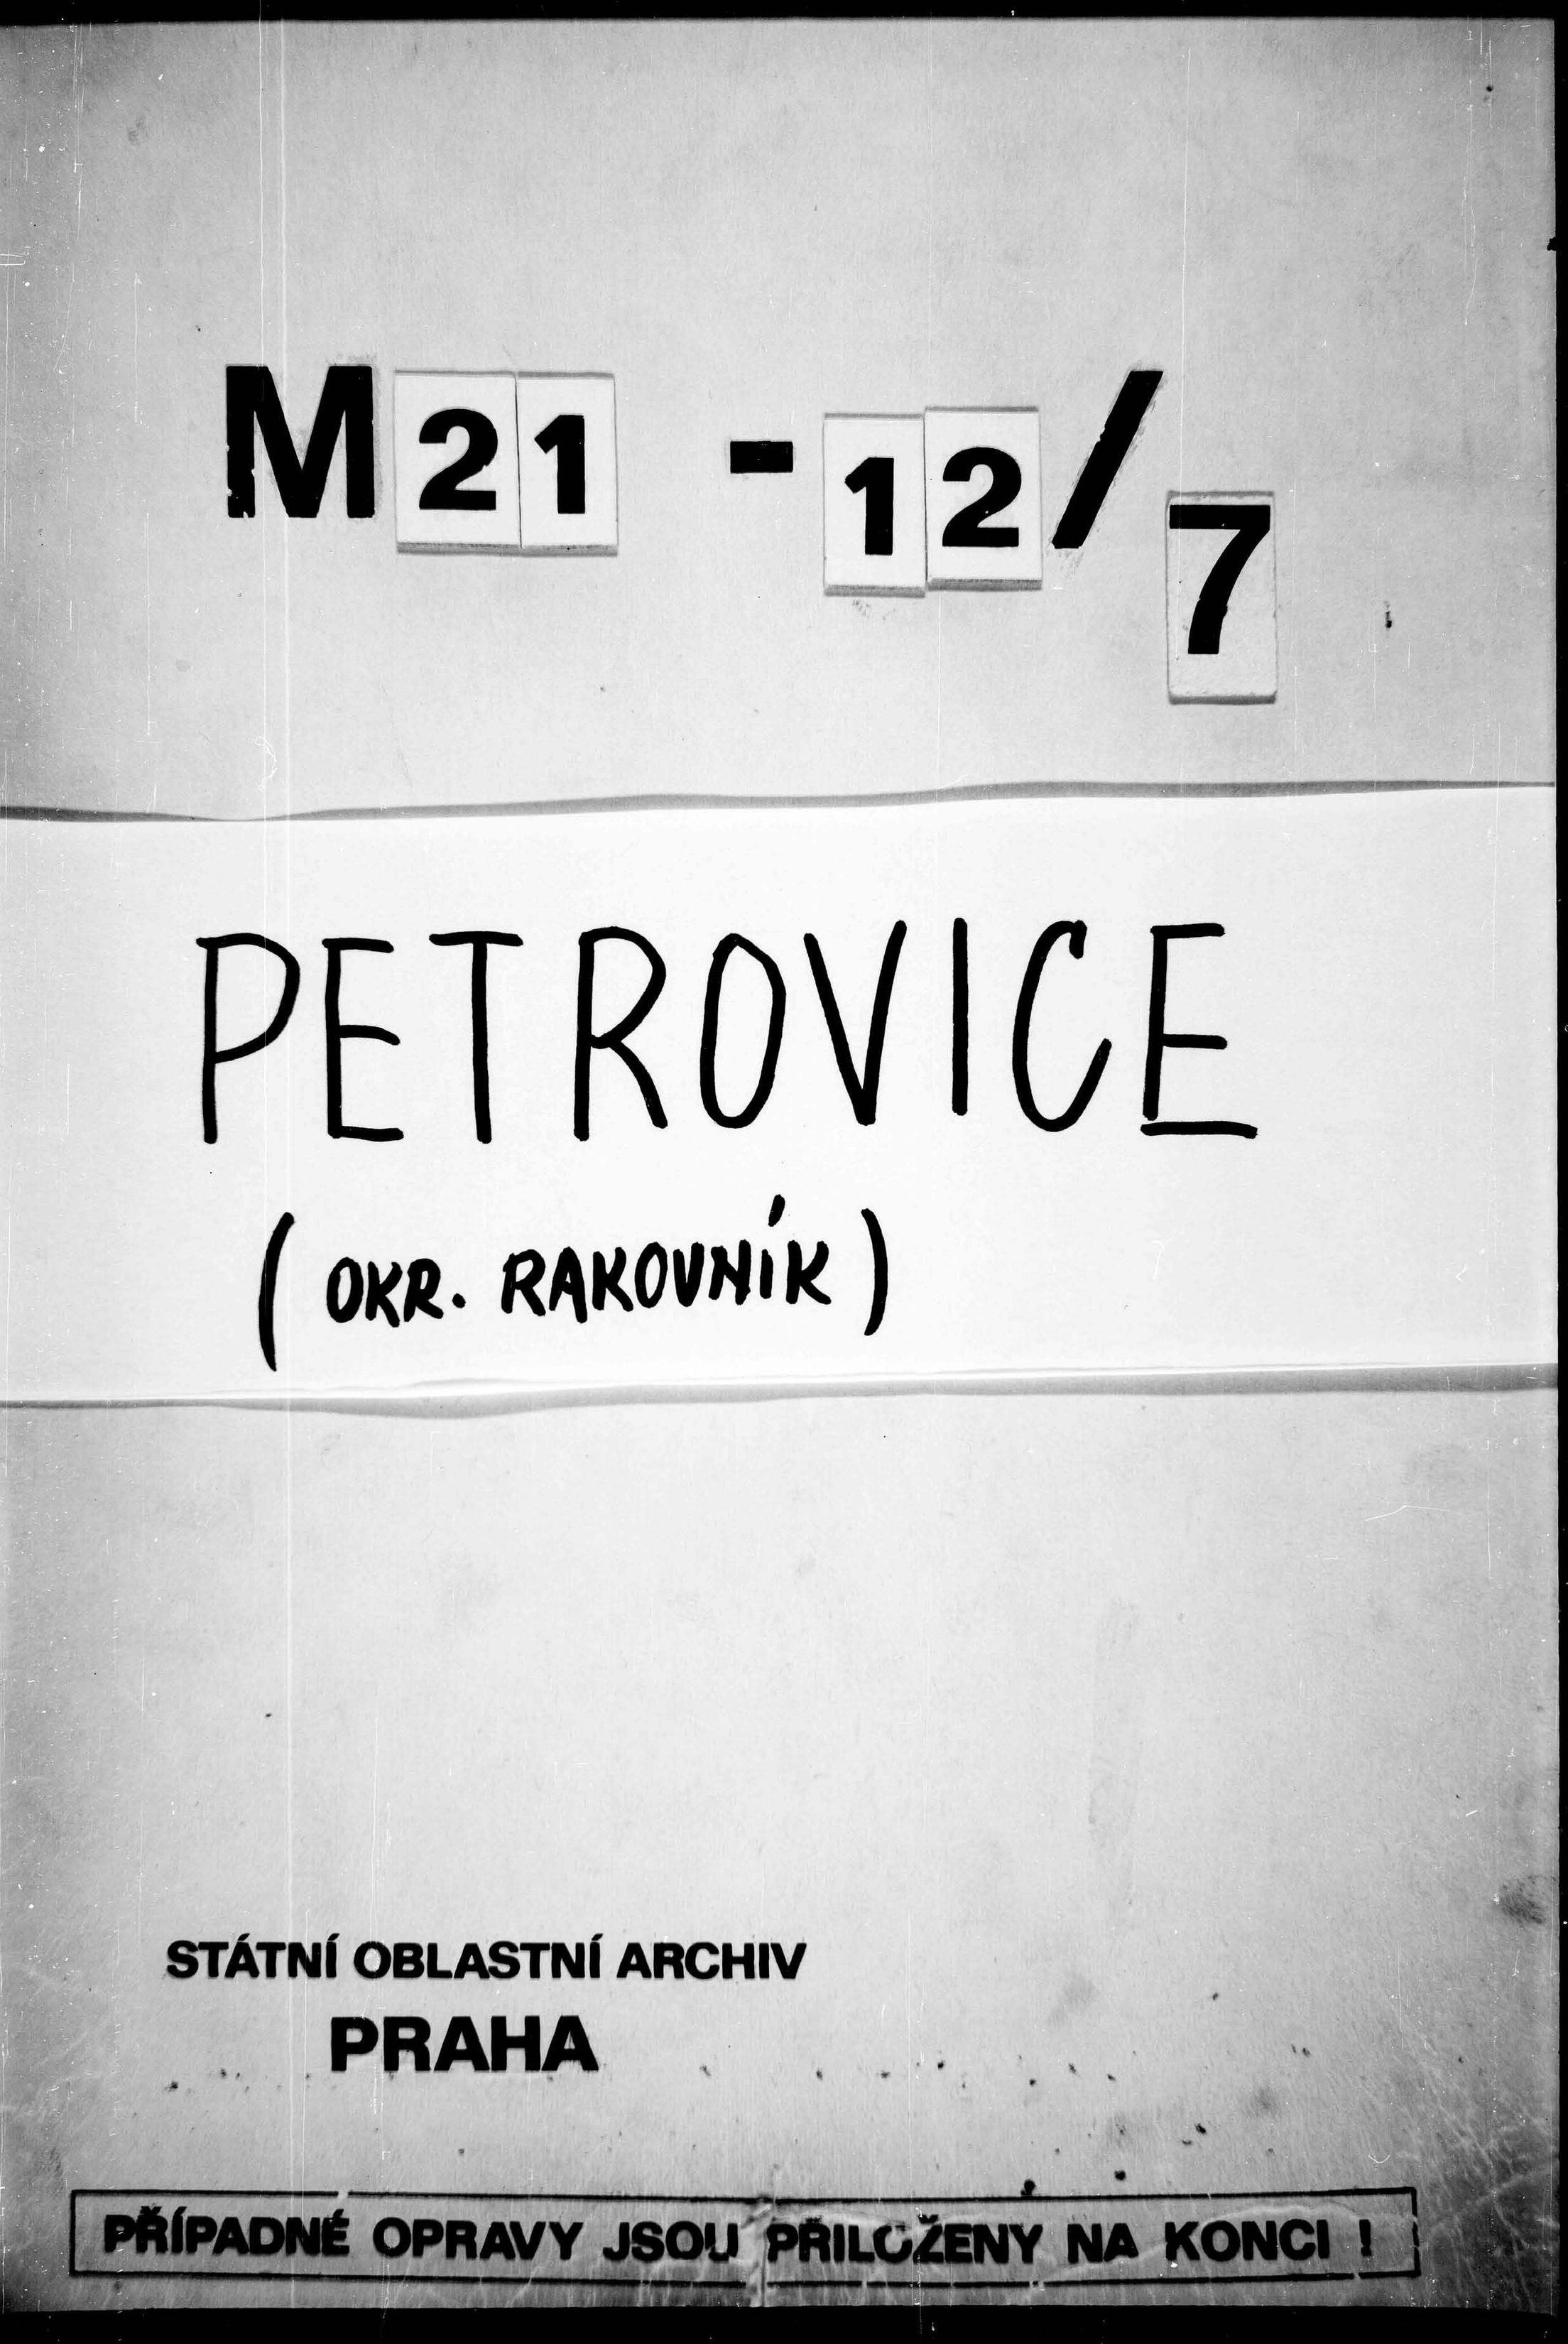 M21 -12/7
PETROVICE
(OKR. RAKOVNÍK)
STÁTNÍ OBLASTNÍ ARCHIV
PRAHA
PŘÍPADNÉ OPRAVY JSOU PŘILOŽENY NA KONCI !